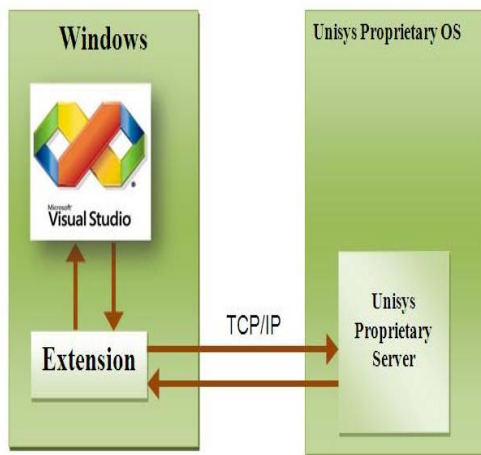 Windows
Microsoft
Visual Studio
Extension
TCP/IP
Unisys Proprietary OS
Unisys
Proprietary
Server